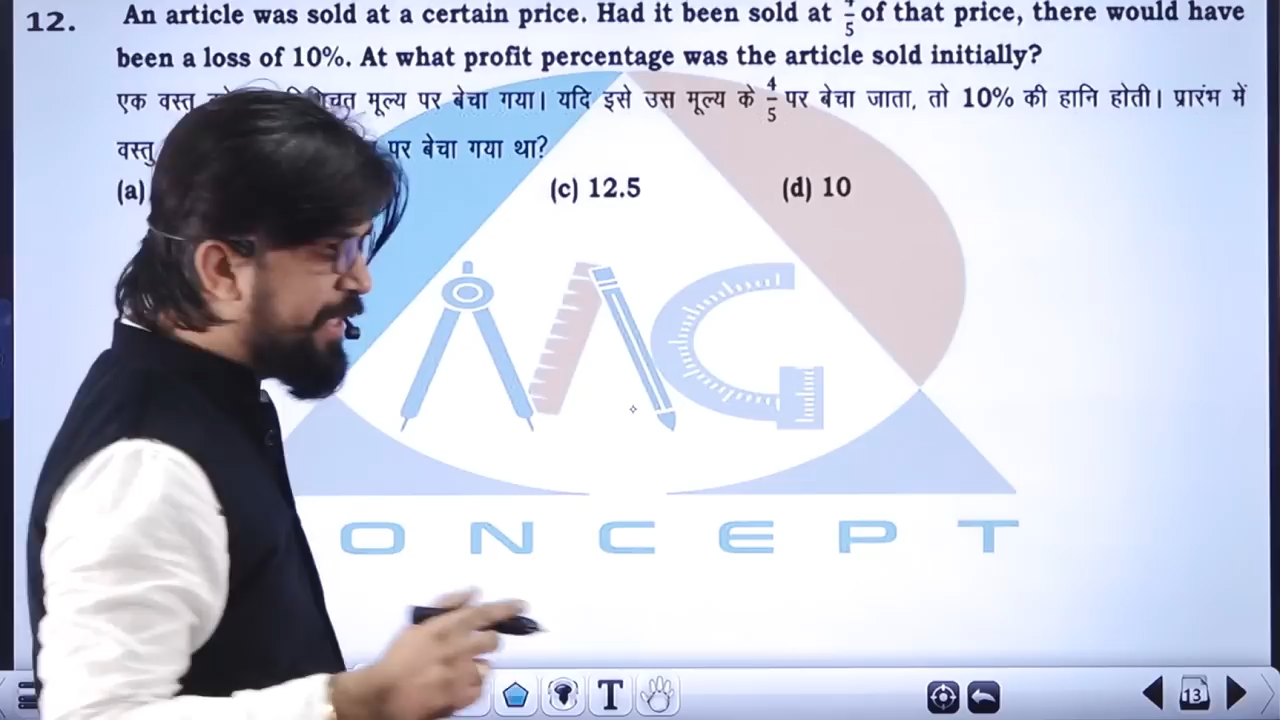 12. An article was sold at a certain price. Had it been sold at 4/5 of that price, there would have
been a loss of 10%. At what profit percentage was the article sold initially?
एक वस्तु मूल्य पर बेचा गया। यदि इसे उस मूल्य के 4/5 पर बेचा जाता, तो 10% की हानि होती। प्रारंभ में
वस्तु पर बेचा गया था?
(a) (c) 12.5 (d) 10
ONCEPT
T 13